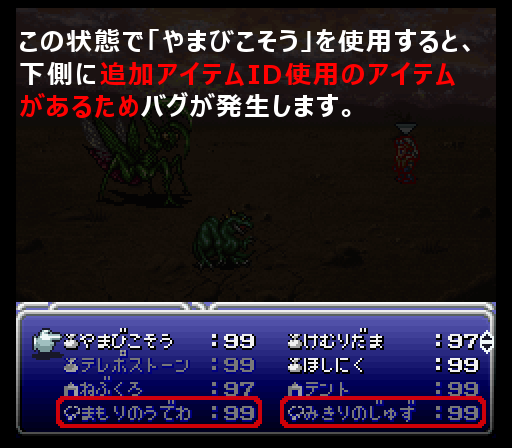 この状態で「やまびこそう」を使用すると、
下側に追加アイテムID使用のアイテム
があるためバグが発生します。
やまびこそう :99 けむりだま :97
テレポストーン :99 ほしにく :99
ねぶくろ :97 テント :99
まもりのうでわ :99 みきりのじゅず :99